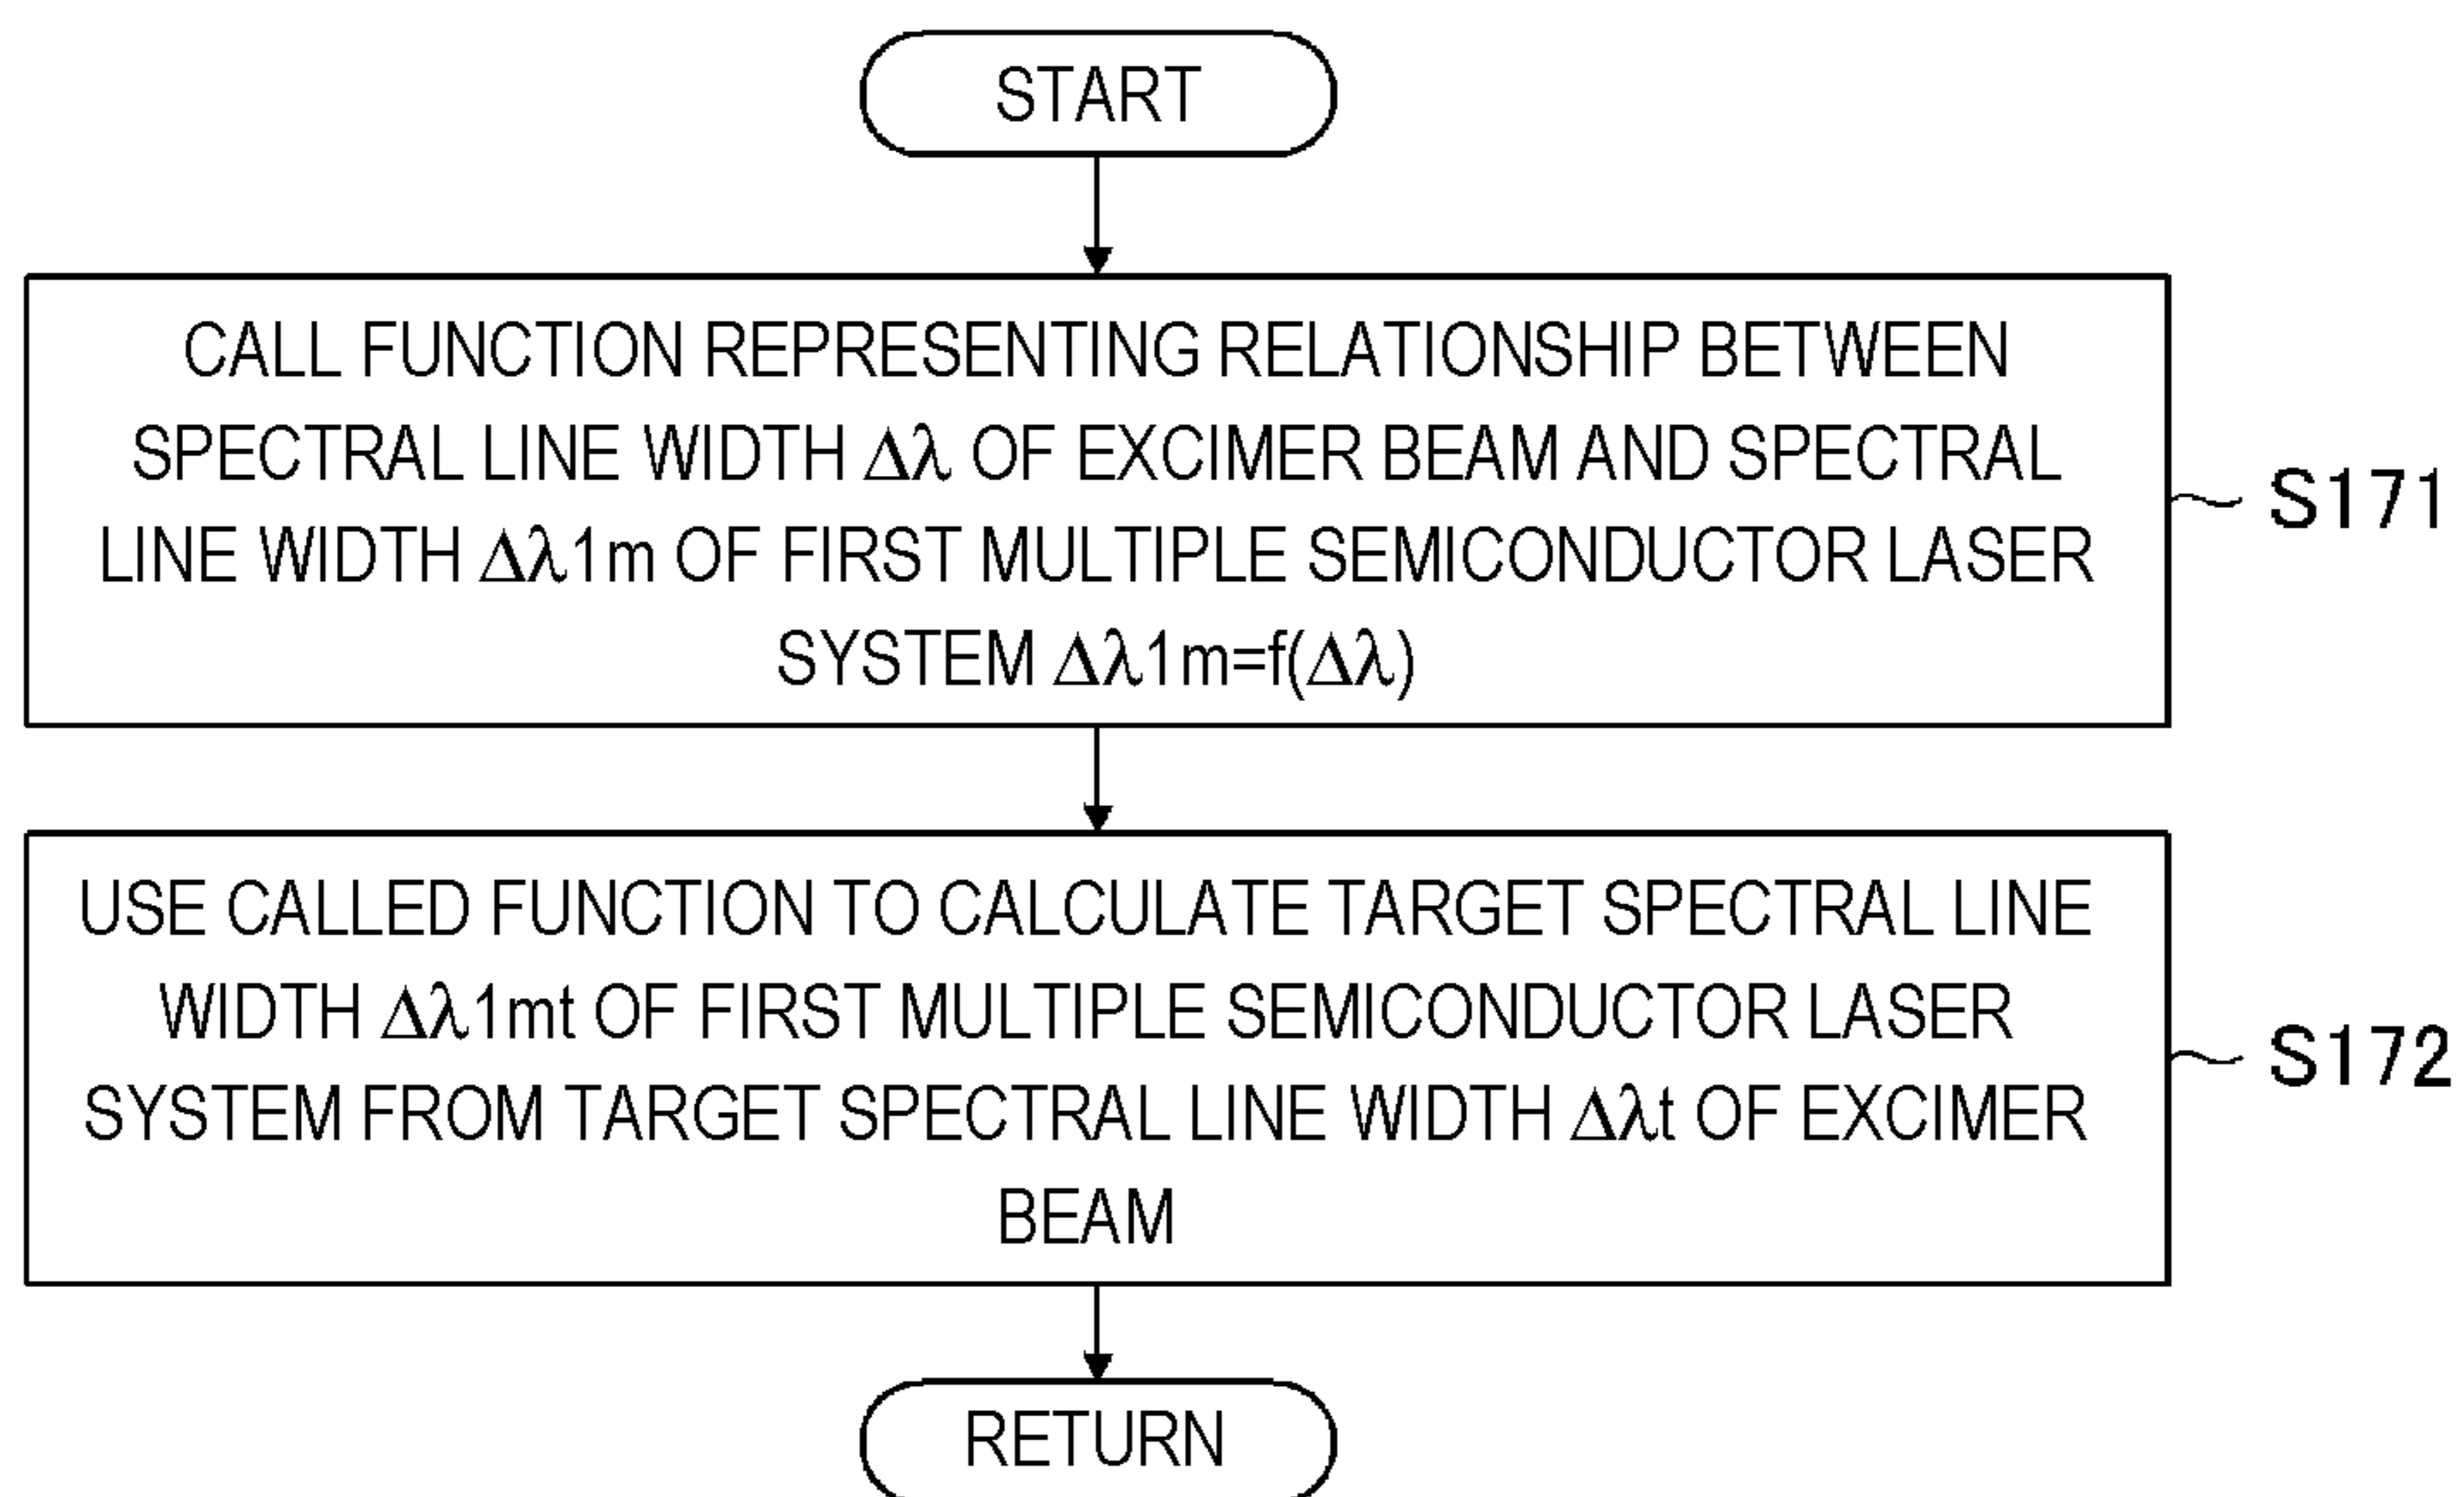 START
CALL FUNCTION REPRESENTING RELATIONSHIP BETWEEN
SPECTRAL LINE WIDTH Δλ OF EXCIMER BEAM AND SPECTRAL
LINE WIDTH Δλ1m OF FIRST MULTIPLE SEMICONDUCTOR LASER
SYSTEM Δλ1m=f(Δλ)
S171
USE CALLED FUNCTION TO CALCULATE TARGET SPECTRAL LINE
WIDTH Δλ1mt OF FIRST MULTIPLE SEMICONDUCTOR LASER
SYSTEM FROM TARGET SPECTRAL LINE WIDTH Δλt OF EXCIMER
BEAM
S172
RETURN